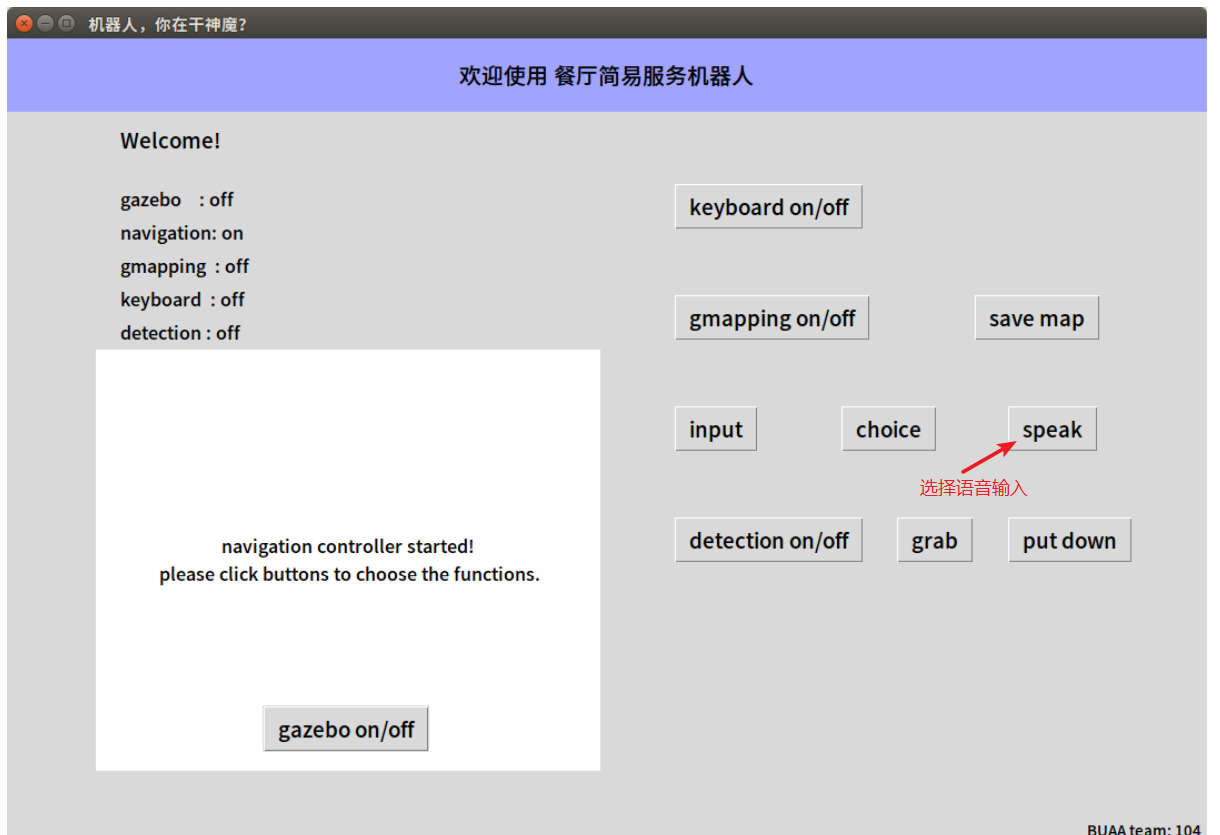 机器人，你在干神魔?
欢迎使用 餐厅简易服务机器人
Welcome!
gazebo : off
navigation: on
gmapping : off
keyboard : off
detection : off
navigation controller started!
please click buttons to choose the functions.
gazebo on/off
keyboard on/off
gmapping on/off
save map
input
choice
speak
选择语音输入
detection on/off
grab
put down
BUAA team: 104